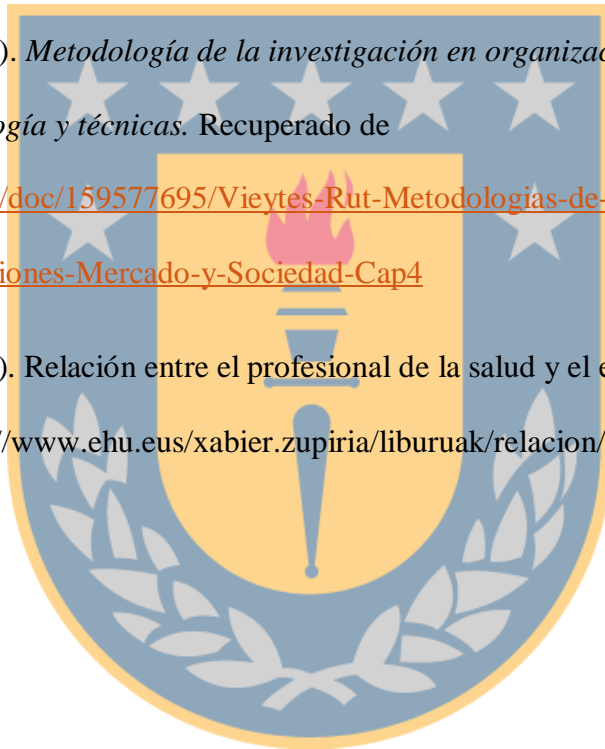 ). Metodología de la investigación en organizac
ogía y técnicas. Recuperado de
/doc/159577695/Vieytes-Rut-Metodologias-de-
iones-Mercado-y-Sociedad-Cap4
). Relación entre el profesional de la salud y el e
//www.ehu.eus/xabier.zupiria/liburuak/relacion/